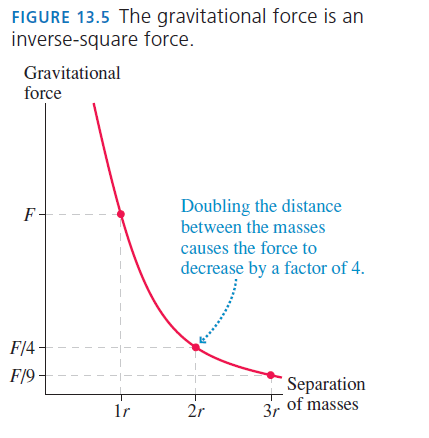 FIGURE 13.5 The gravitational force is an
inverse-square force.
Gravitational
force
F
Doubling the distance
between the masses
causes the force to
decrease by a factor of 4.
F/4
F/9
Separation
of masses
1r
2r
3r